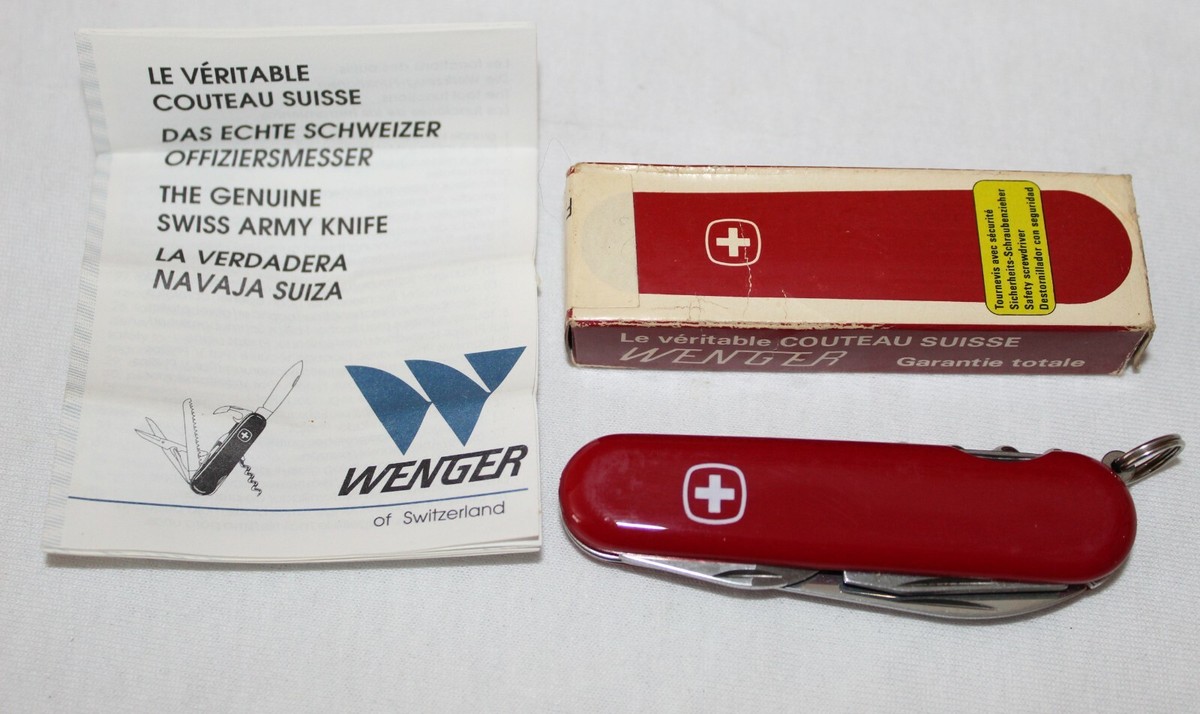 LE VÉRITABLE
COUTEAU SUISSE
DAS ECHTE SCHWEIZER
OFFIZIERSMESSER
THE GENUINE
SWISS ARMY KNIFE
LA VERDADERA
NAVAJA SUIZA
WENGER
of Switzerland
Tournevis avec sécurité
Sicherheits-Schraubenzieher
Safety screwdriver
Destornillador con seguridad
Le véritable COUTEAU SUISSE
WENGER Garantie totale